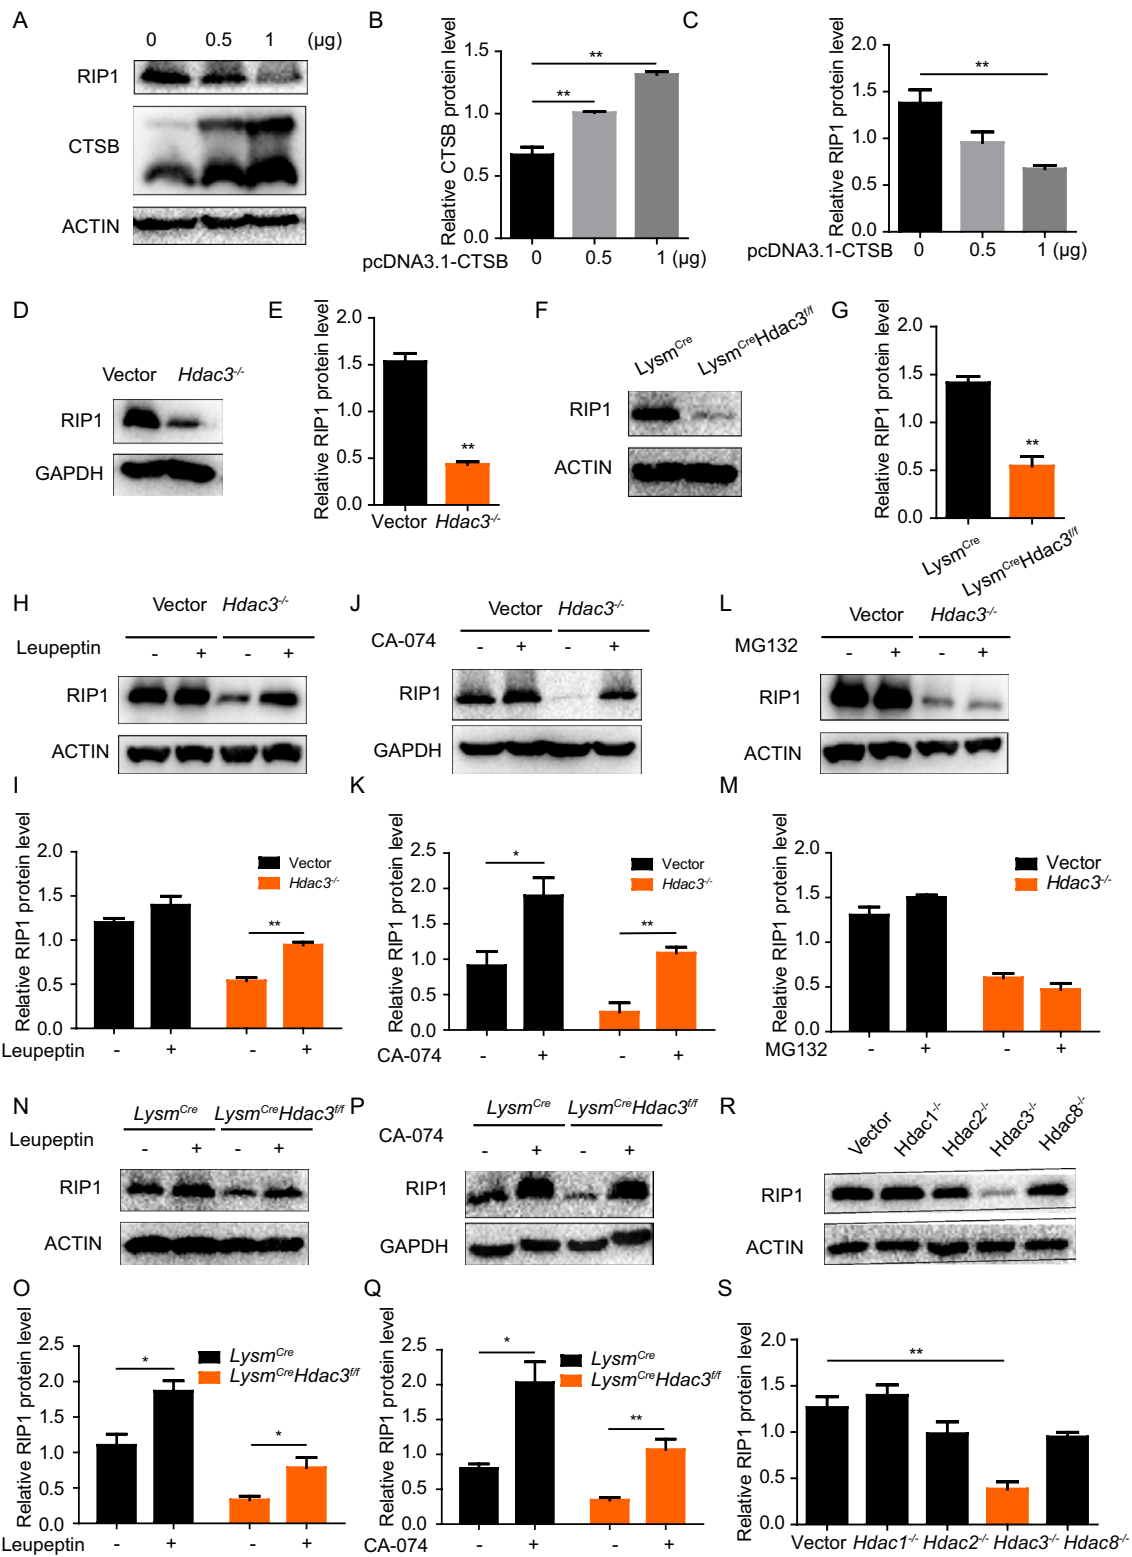 A
0 0.5 1 (µg)
RIP1
CTSB
ACTIN
B
Relative CTSB protein level
1.5
1.0
0.5
0.0
**
**
pcDNA3.1-CTSB 0 0.5 1 (µg)
C
Relative RIP1 protein level
2.0
1.5
1.0
0.5
0.0
**
pcDNA3.1-CTSB 0 0.5 1 (µg)
D
Vector Hdac3-/-
RIP1
GAPDH
E
Relative RIP1 protein level
2.0
1.5
1.0
0.5
0.0
**
Vector Hdac3-/-
F
LysmCre LysmCreHdac3f/f
RIP1
ACTIN
G
Relative RIP1 protein level
2.0
1.5
1.0
0.5
0.0
**
LysmCre LysmCreHdac3f/f
H
Vector Hdac3-/-
Leupeptin - + - +
RIP1
ACTIN
J
Vector Hdac3-/-
CA-074 - + - +
RIP1
GAPDH
L
Vector Hdac3-/-
MG132 - + - +
RIP1
ACTIN
I
Relative RIP1 protein level
2.0
1.5
1.0
0.5
0.0
Vector
Hdac3-/-
**
Leupeptin - + - +
K
Relative RIP1 protein level
2.5
2.0
1.5
1.0
0.5
0.0
Vector
Hdac3-/-
*
**
CA-074 - + - +
M
Relative RIP1 protein level
2.0
1.5
1.0
0.5
0.0
Vector
Hdac3-/-
MG132 - + - +
N
LysmCre LysmCreHdac3f/f
Leupeptin - + - +
RIP1
ACTIN
P
LysmCre LysmCreHdac3f/f
CA-074 - + - +
RIP1
GAPDH
R
Vector Hdac1-/- Hdac2-/- Hdac3-/- Hdac8-/-
RIP1
ACTIN
O
Relative RIP1 protein level
2.5
2.0
1.5
1.0
0.5
0.0
LysmCre
LysmCreHdac3f/f
*
*
Leupeptin - + - +
Q
Relative RIP1 protein level
2.5
2.0
1.5
1.0
0.5
0.0
LysmCre
LysmCreHdac3f/f
*
**
CA-074 - + - +
S
Relative RIP1 protein level
2.0
1.5
1.0
0.5
0.0
**
Vector Hdac1-/- Hdac2-/- Hdac3-/- Hdac8-/-